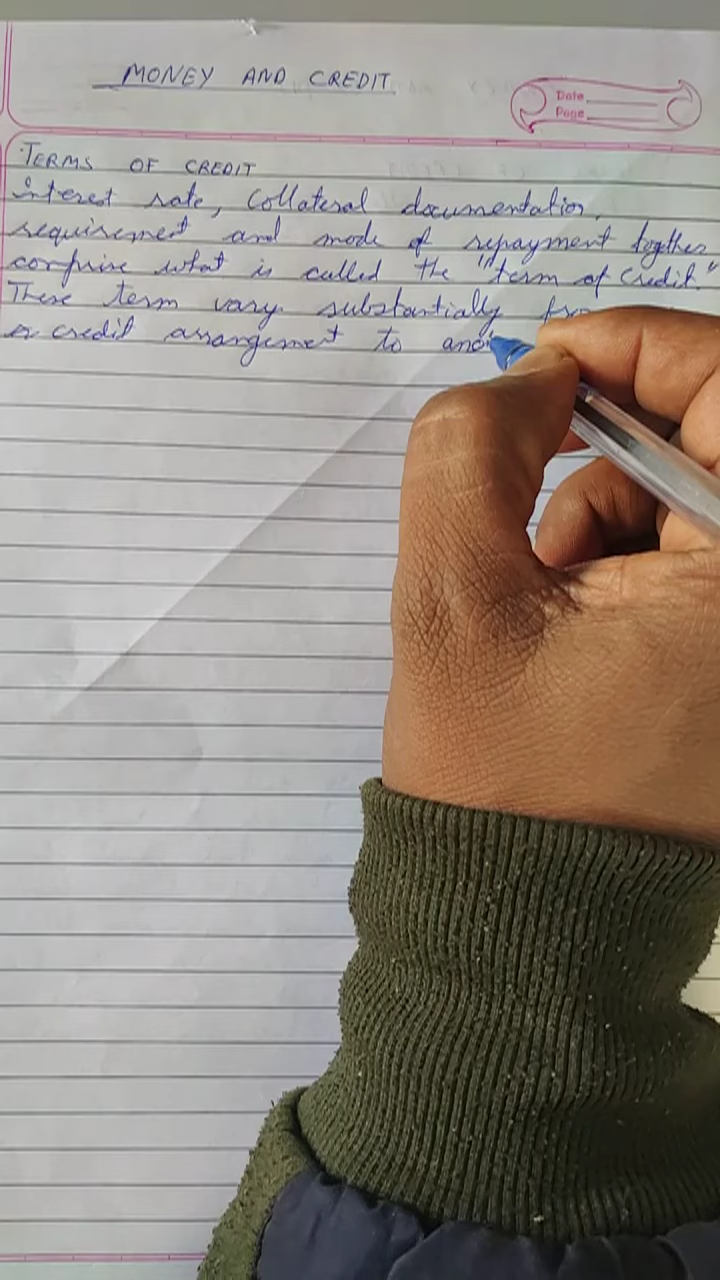 MONEY AND CREDIT
Date
Page
TERMS OF CREDIT
Interest rate, Collateral documentation,
requirement and mode of repayment together
comprise what is called the "term of Credit."
These term vary substantially
credit arrangement to